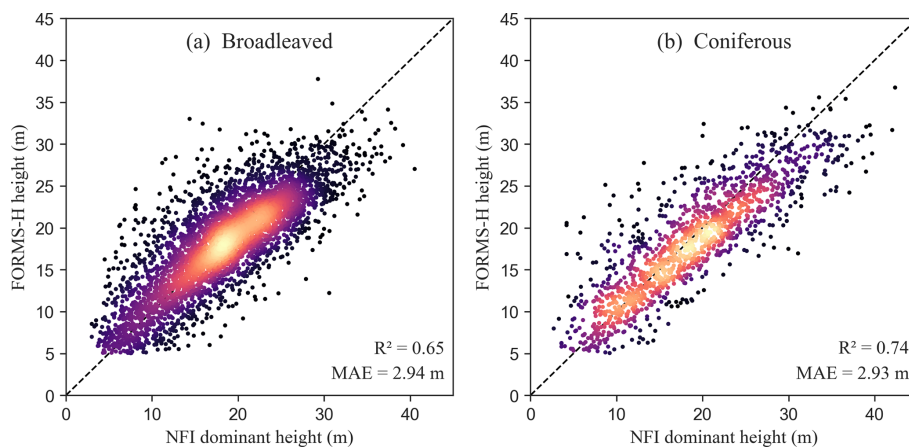 (a) Broadleaved
45
40
35
30
25
20
15
10
5
0
FORMS-H height (m)
R² = 0.65
MAE = 2.94 m
0 10 20 30 40
NFI dominant height (m)
(b) Coniferous
45
40
35
30
25
20
15
10
5
0
FORMS-H height (m)
R² = 0.74
MAE = 2.93 m
0 10 20 30 40
NFI dominant height (m)